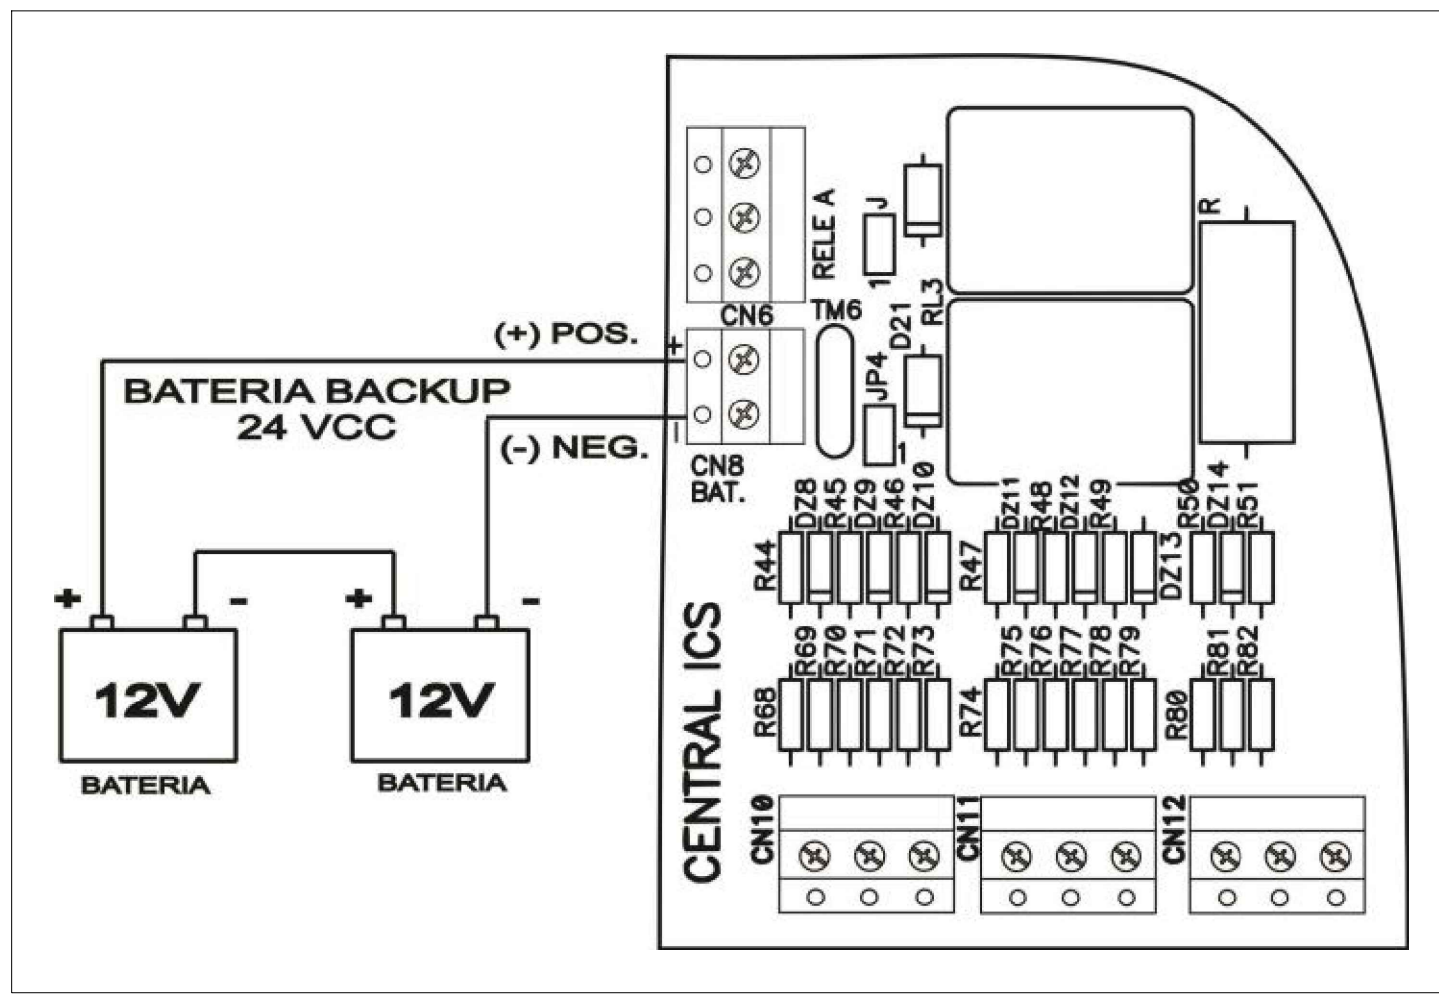 J
R
RELE A
1
RL3
CN6
TM6
D21
(+) POS.
+
BATERIA BACKUP
24 VCC
JP4
(-) NEG.
-
1
CN8
BAT.
DZ8
R45
DZ9
R46
DZ10
DZ11
R48
DZ12
R49
R50
DZ14
R51
R44
R47
DZ13
+ -
+ -
12V
12V
BATERIA
BATERIA
CENTRAL ICS
R69
R70
R71
R72
R73
R75
R76
R77
R78
R79
R81
R82
R68
R74
R80
CN10
CN11
CN12